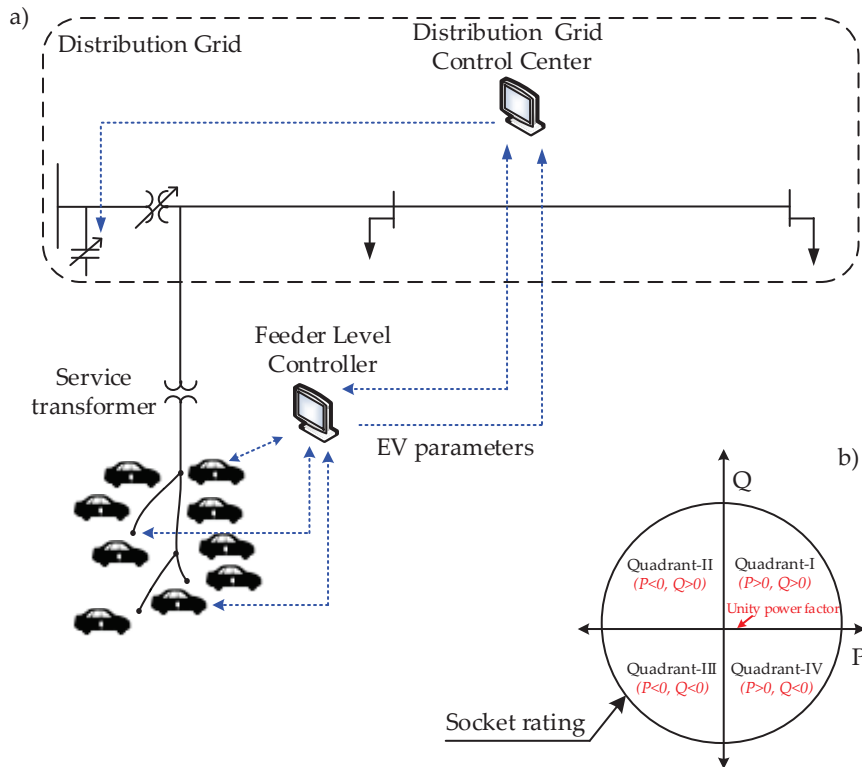 a)
Distribution Grid
Distribution Grid
Control Center
Feeder Level
Controller
Service
transformer
EV parameters
b)
Q
Quadrant-II
(P<0, Q>0)
Quadrant-I
(P>0, Q>0)
Unity power factor
P
Quadrant-III
(P<0, Q<0)
Quadrant-IV
(P>0, Q<0)
Socket rating